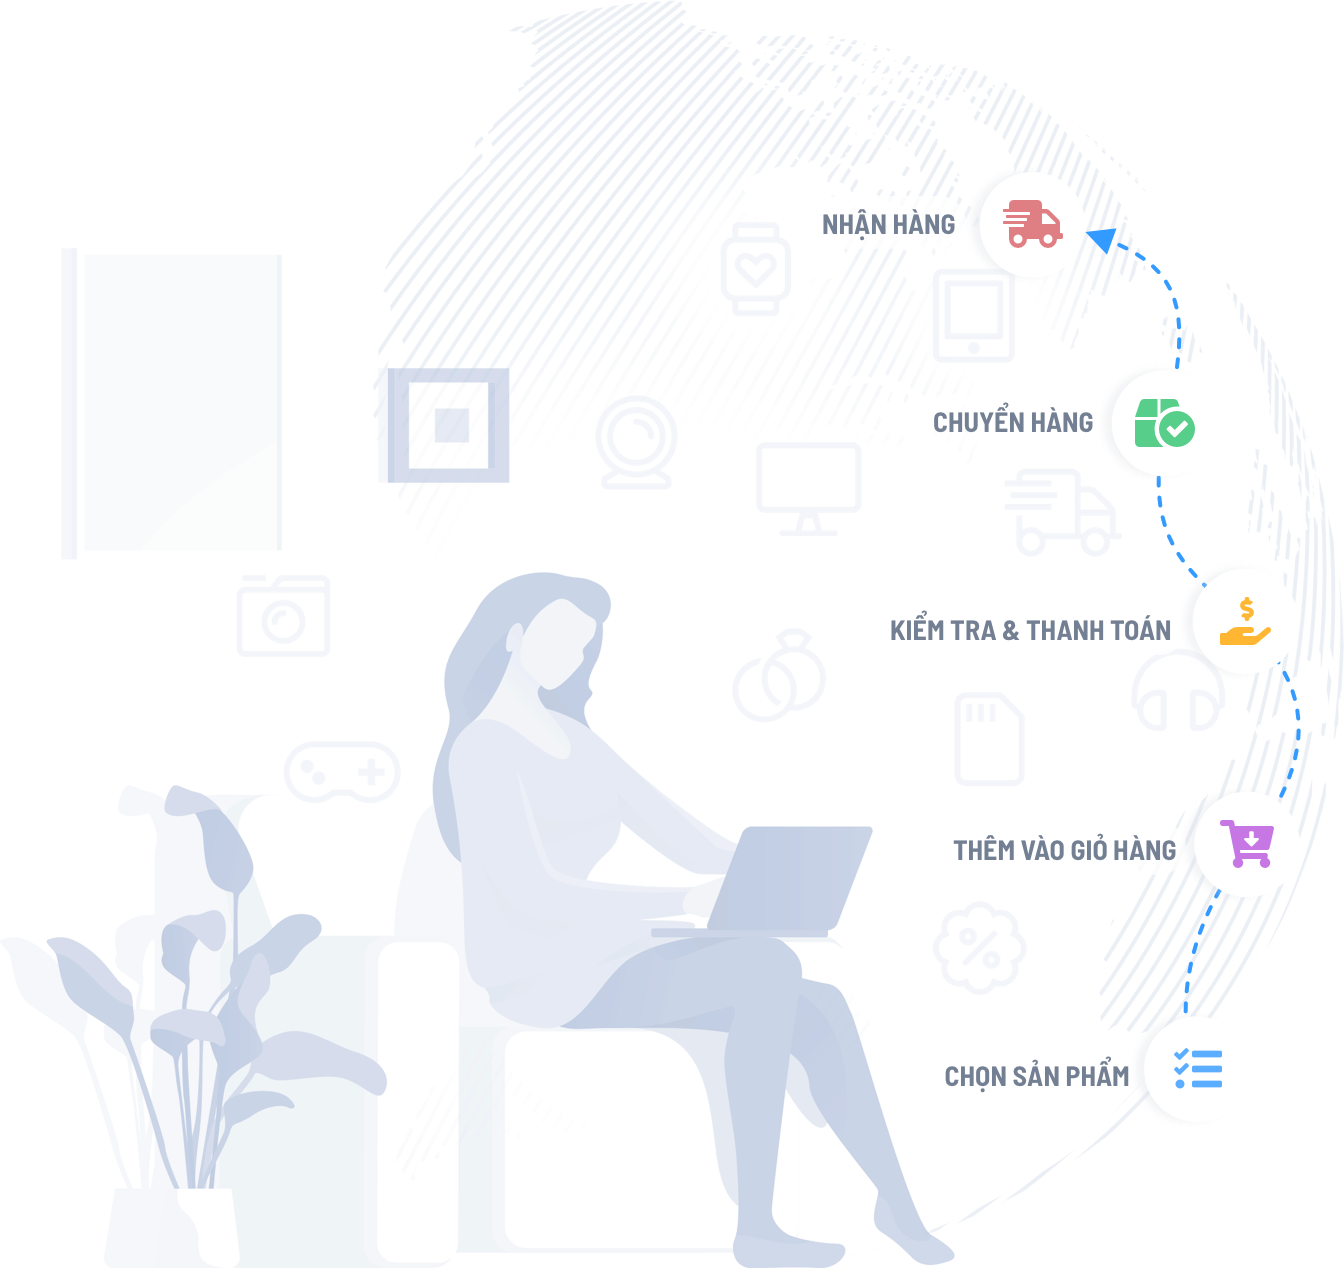 NHẬN HÀNG
CHUYỂN HÀNG
KIỂM TRA & THANH TOÁN
THÊM VÀO GIỎ HÀNG
CHỌN SẢN PHẨM